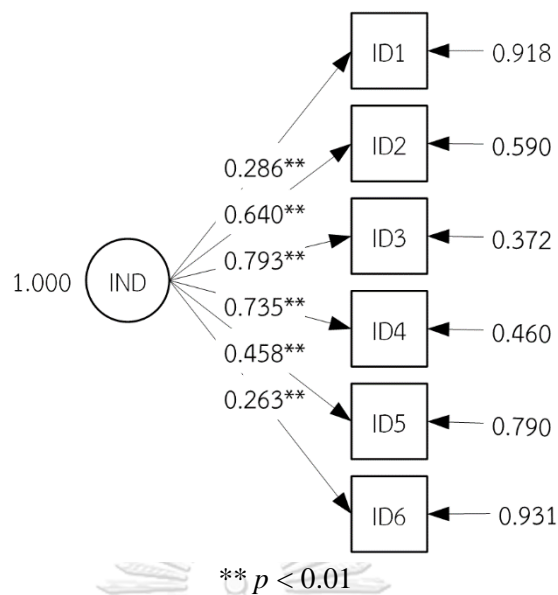 ID1
0.918
0.286**
ID2
0.590
0.640**
ID3
0.372
0.793**
1.000
IND
0.735**
ID4
0.460
0.458**
ID5
0.790
0.263**
ID6
0.931
** p < 0.01